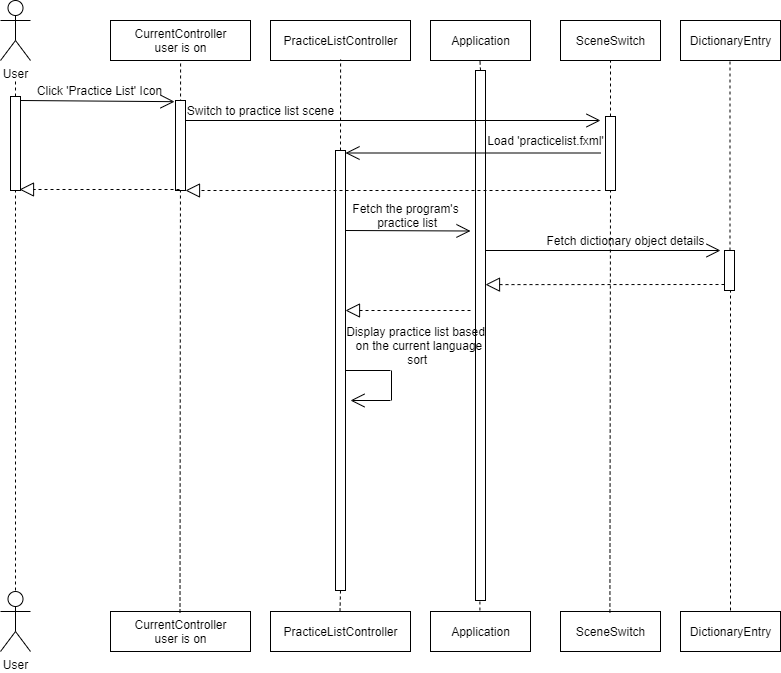 User
CurrentController
user is on
PracticeListController
Application
SceneSwitch
DictionaryEntry
Click 'Practice List' Icon
Switch to practice list scene
Load 'practicelist.fxml'
Fetch the program's
practice list
Fetch dictionary object details
Display practice list based
on the current language
sort
CurrentController
user is on
PracticeListController
Application
SceneSwitch
DictionaryEntry
User